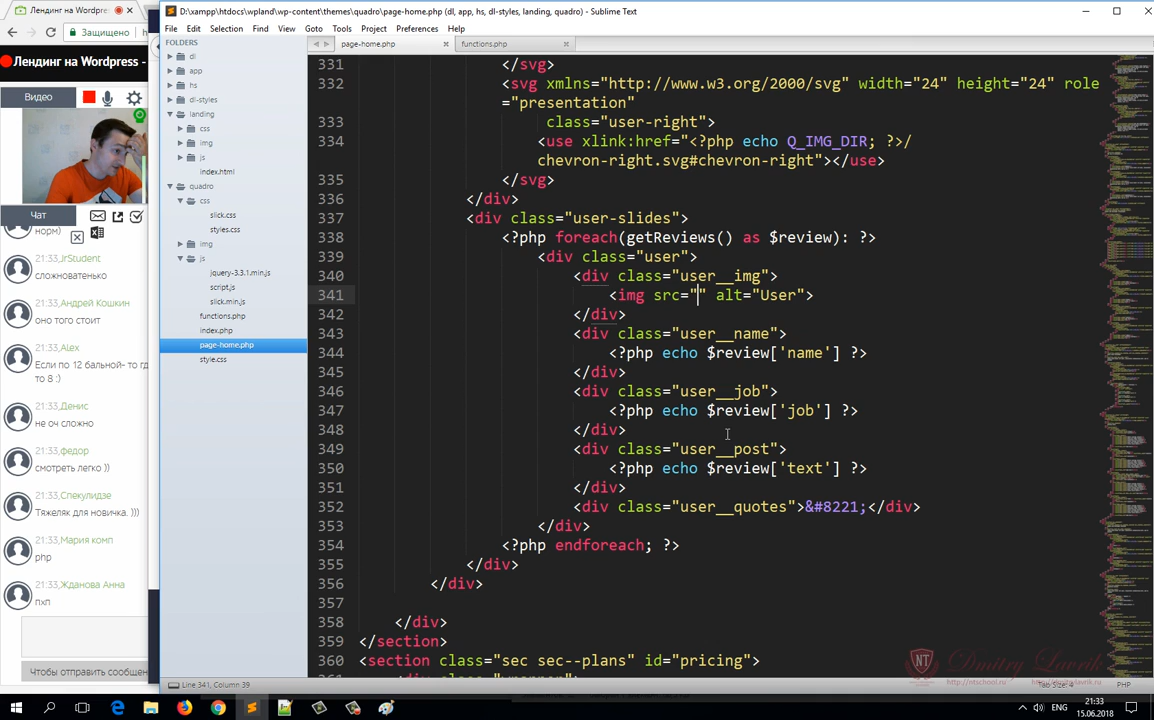 Лендинг на Wordpress
Защищено
Лендинг на Wordpress -
Видео
Чат
норм)
21:33,JrStudent
сложноватенько
21:33,Андрей Кошкин
оно того стоит
21:33,Alex
Если по 12 бальной- то где
то 8 :)
21:33,Денис
не оч сложно
21:33,федор
смотреть легко ))
21:33,Спекулидзе
Тяжеляк для новичка. )))
21:33,Мария комп
php
21:33,Жданова Анна
пхп
Чтобы отправить сообщен
D:\xampp\htdocs\wpland\wp-content\themes\quadro\page-home.php (dl, app, hs, dl-styles, landing, quadro) - Sublime Text
File Edit Selection Find View Goto Tools Project Preferences Help
FOLDERS
dl
app
hs
dl-styles
landing
css
img
js
index.html
quadro
css
slick.css
styles.css
img
js
jquery-3.3.1.min.js
script.js
slick.min.js
functions.php
index.php
page-home.php
style.css
page-home.php functions.php
331 </svg>
332 <svg xmlns="http://www.w3.org/2000/svg" width="24" height="24" role
="presentation"
333 class="user-right">
334 <use xlink:href="<?php echo Q_IMG_DIR; ?>/
chevron-right.svg#chevron-right"></use>
335 </svg>
336 </div>
337 <div class="user-slides">
338 <?php foreach(getReviews() as $review): ?>
339 <div class="user">
340 <div class="user__img">
341 <img src="" alt="User">
342 </div>
343 <div class="user__name">
344 <?php echo $review['name'] ?>
345 </div>
346 <div class="user__job">
347 <?php echo $review['job'] ?>
348 </div>
349 <div class="user__post">
350 <?php echo $review['text'] ?>
351 </div>
352 <div class="user__quotes">&#8221;</div>
353 </div>
354 <?php endforeach; ?>
355 </div>
356 </div>
357
358 </div>
359 </section>
360 <section class="sec sec--plans" id="pricing">
NT
Dmitry Lavrik
Line 341, Column 39
Tab Size: 4
PHP
ENG
21:33
15.06.2018